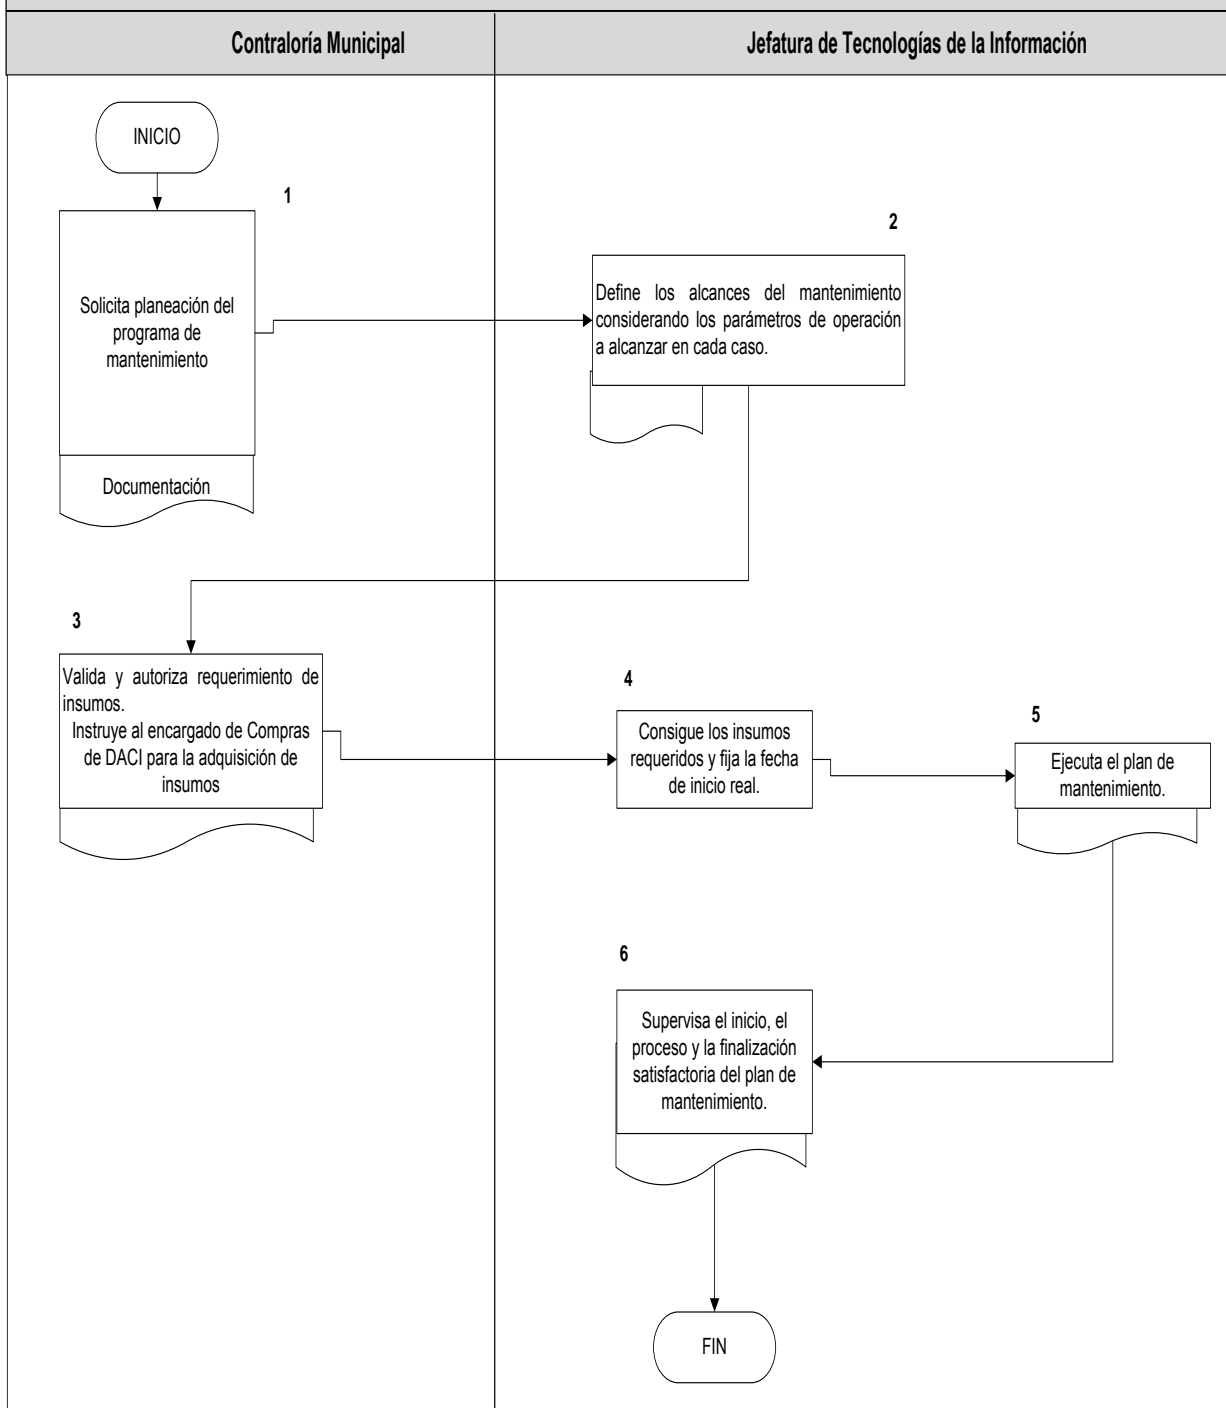 Contraloría Municipal
Jefatura de Tecnologías de la Información
INICIO
1
Solicita planeación del
programa de
mantenimiento
Documentación
2
Define los alcances del mantenimiento
considerando los parámetros de operación
a alcanzar en cada caso.
3
Valida y autoriza requerimiento de
insumos.
Instruye al encargado de Compras
de DACI para la adquisición de
insumos
4
Consigue los insumos
requeridos y fija la fecha
de inicio real.
5
Ejecuta el plan de
mantenimiento.
6
Supervisa el inicio, el
proceso y la finalización
satisfactoria del plan de
mantenimiento.
FIN